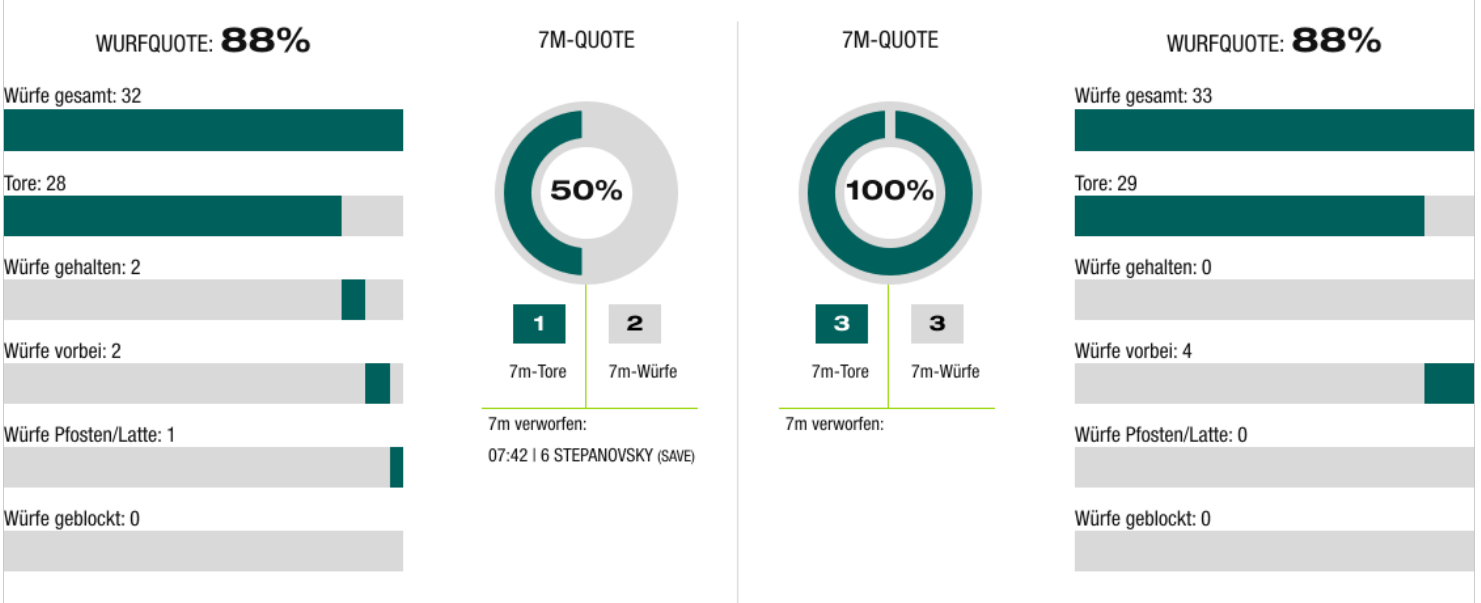 WURFQUOTE: 88%
Würfe gesamt: 32
Tore: 28
Würfe gehalten: 2
Würfe vorbei: 2
Würfe Pfosten/Latte: 1
Würfe geblockt: 0
7M-QUOTE
50%
1 2
7m-Tore 7m-Würfe
7m verworfen:
07:42 | 6 STEPANOVSKY (SAVE)
7M-QUOTE
100%
3 3
7m-Tore 7m-Würfe
7m verworfen:
WURFQUOTE: 88%
Würfe gesamt: 33
Tore: 29
Würfe gehalten: 0
Würfe vorbei: 4
Würfe Pfosten/Latte: 0
Würfe geblockt: 0